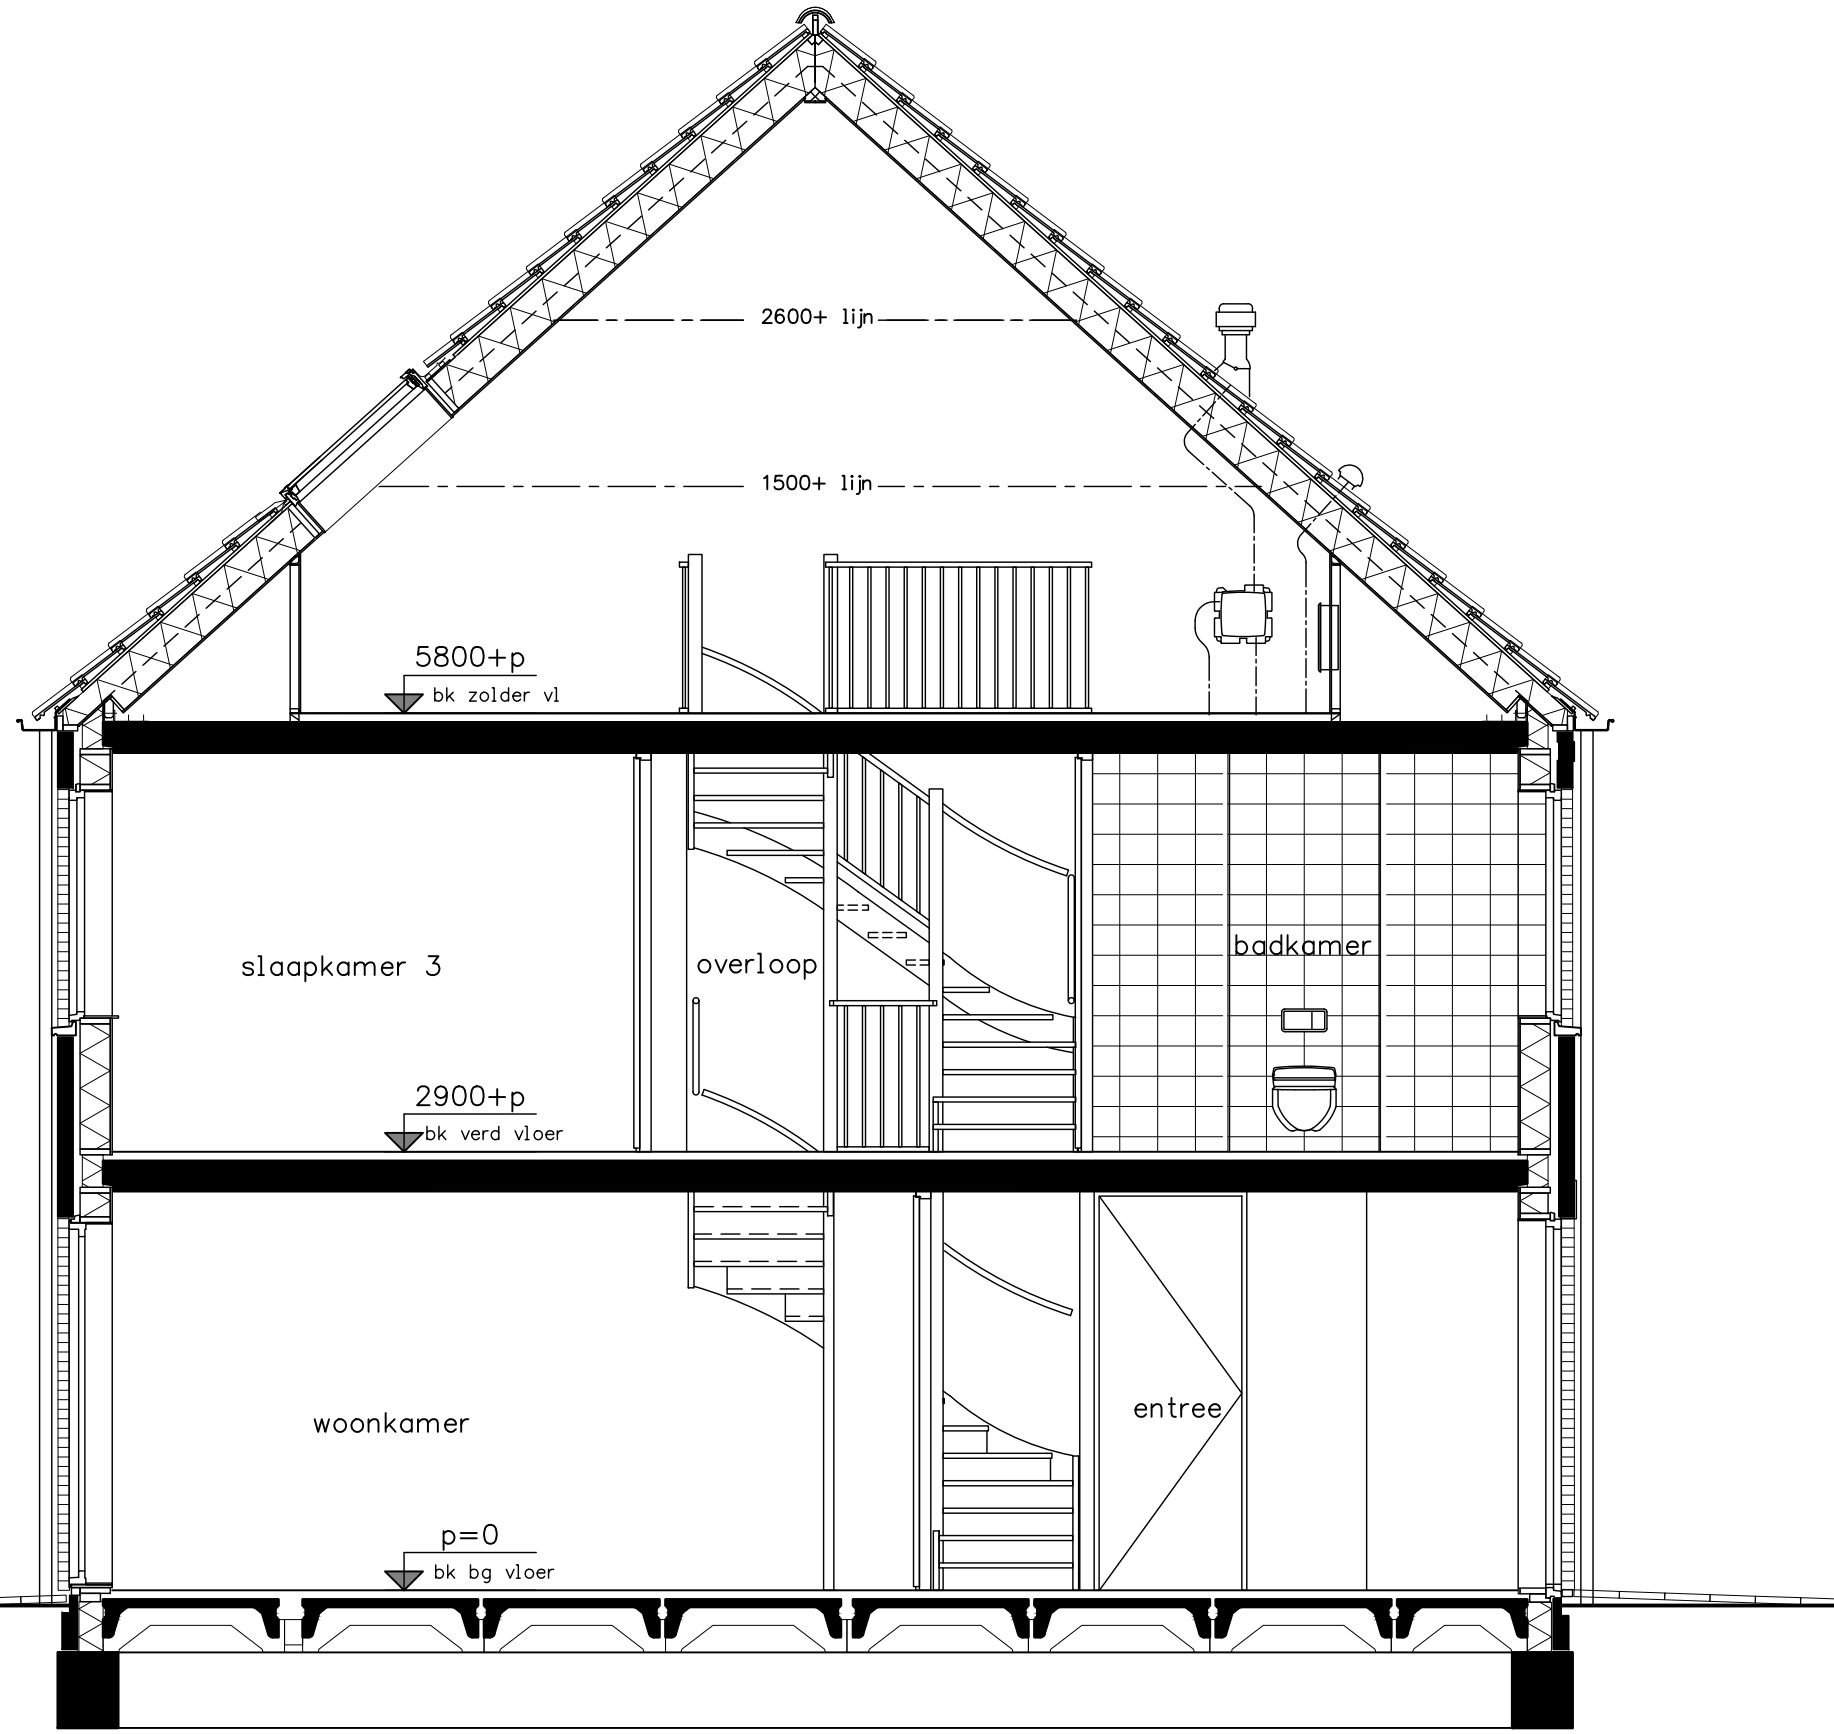 2600+ lijn
1500+ lijn
5800+p
bk zolder vl
badkamer
slaapkamer 3
overloop
2900+p
bk verd vloer
entree
woonkamer
p=0
bk bg vloer